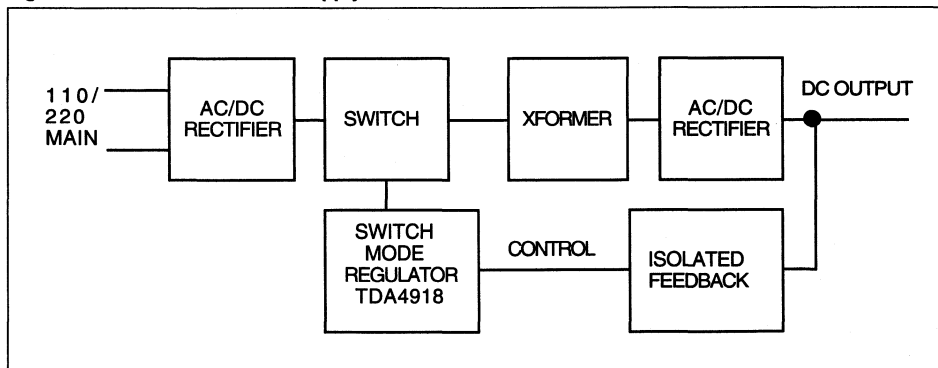 110/
220
MAIN
AC/DC
RECTIFIER
SWITCH
XFORMER
AC/DC
RECTIFIER
DC OUTPUT
SWITCH
MODE
REGULATOR
TDA4918
CONTROL
ISOLATED
FEEDBACK